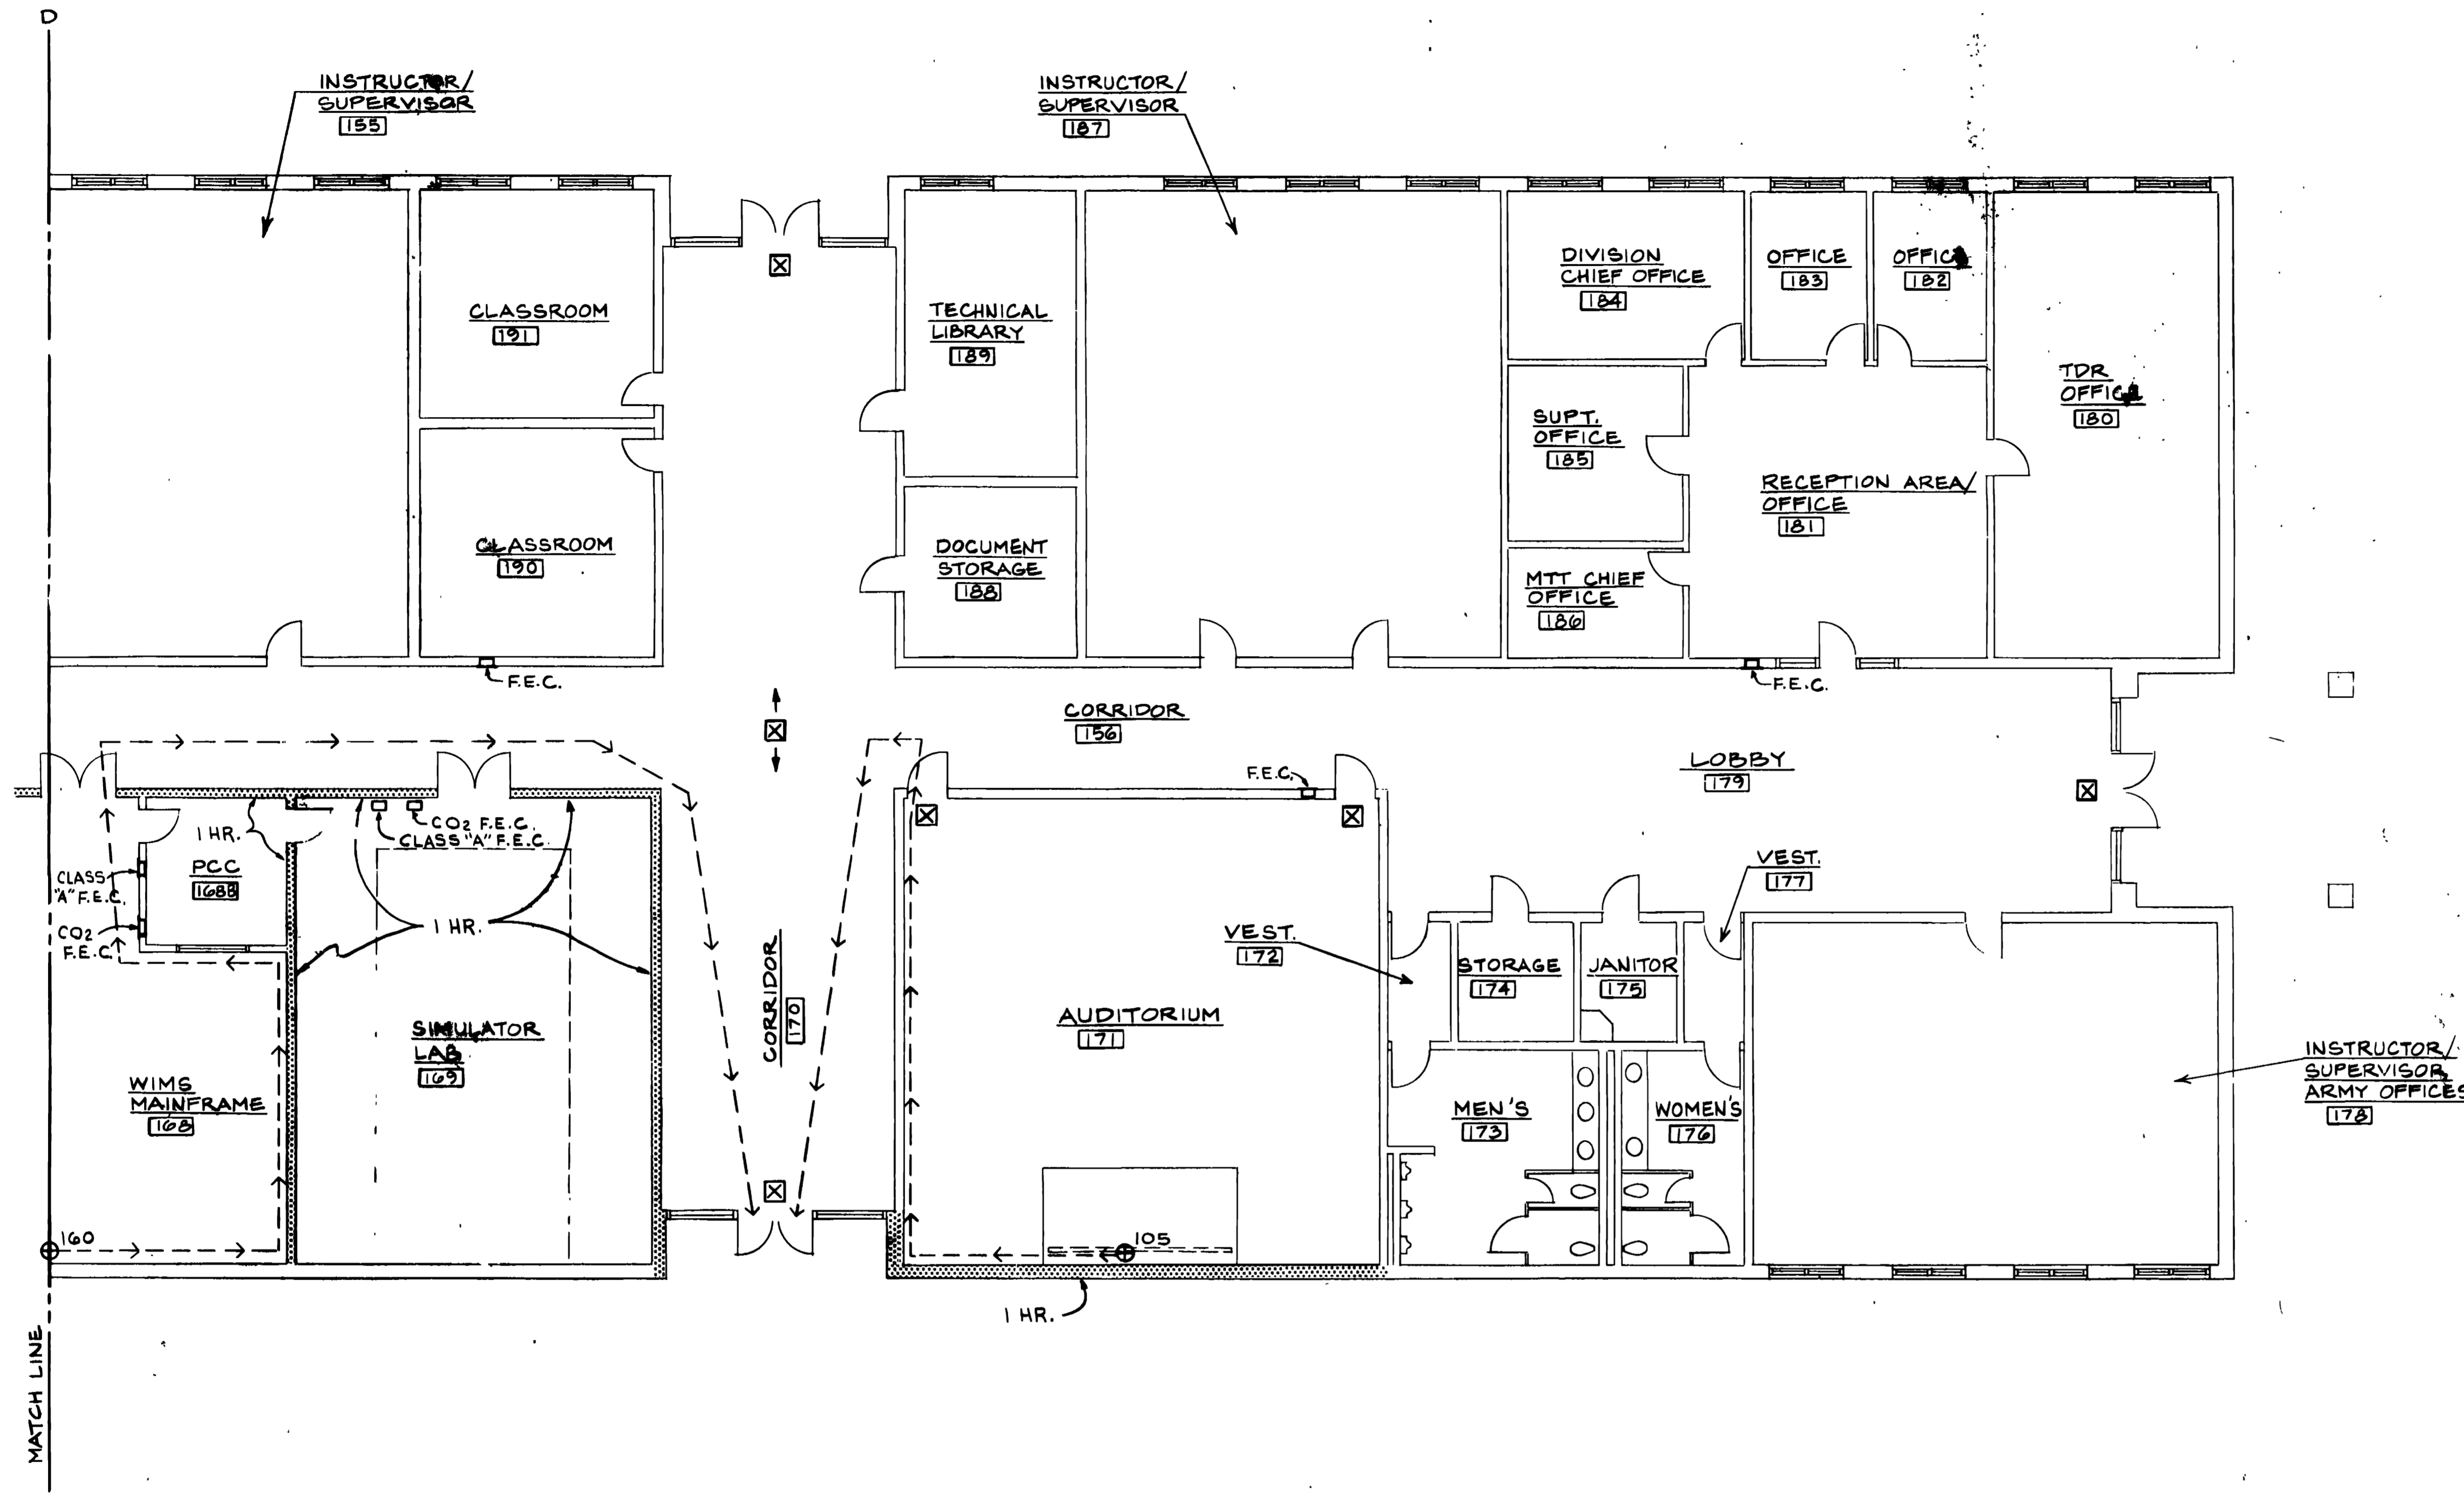 D
INSTRUCTOR/
SUPERVISOR
155
INSTRUCTOR/
SUPERVISOR
187
CLASSROOM
191
TECHNICAL
LIBRARY
189
DIVISION
CHIEF OFFICE
184
OFFICE
183
OFFICE
182
TDR
OFFICE
180
SUPT.
OFFICE
185
RECEPTION AREA/
OFFICE
181
CLASSROOM
190
DOCUMENT
STORAGE
188
MTT CHIEF
OFFICE
186
F.E.C.
F.E.C.
CORRIDOR
156
LOBBY
179
F.E.C.
1 HR.
CO2 F.E.C.
CLASS "A" F.E.C.
PCC
168B
CLASS
"A" F.E.C.
CO2
F.E.C.
1 HR.
VEST.
177
VEST.
172
STORAGE
174
JANITOR
175
CORRIDOR
170
AUDITORIUM
171
SIMULATOR
LAB
169
WIMS
MAINFRAME
168
MEN'S
173
WOMEN'S
176
INSTRUCTOR/
SUPERVISOR
ARMY OFFICES
178
160
105
1 HR.
MATCH LINE